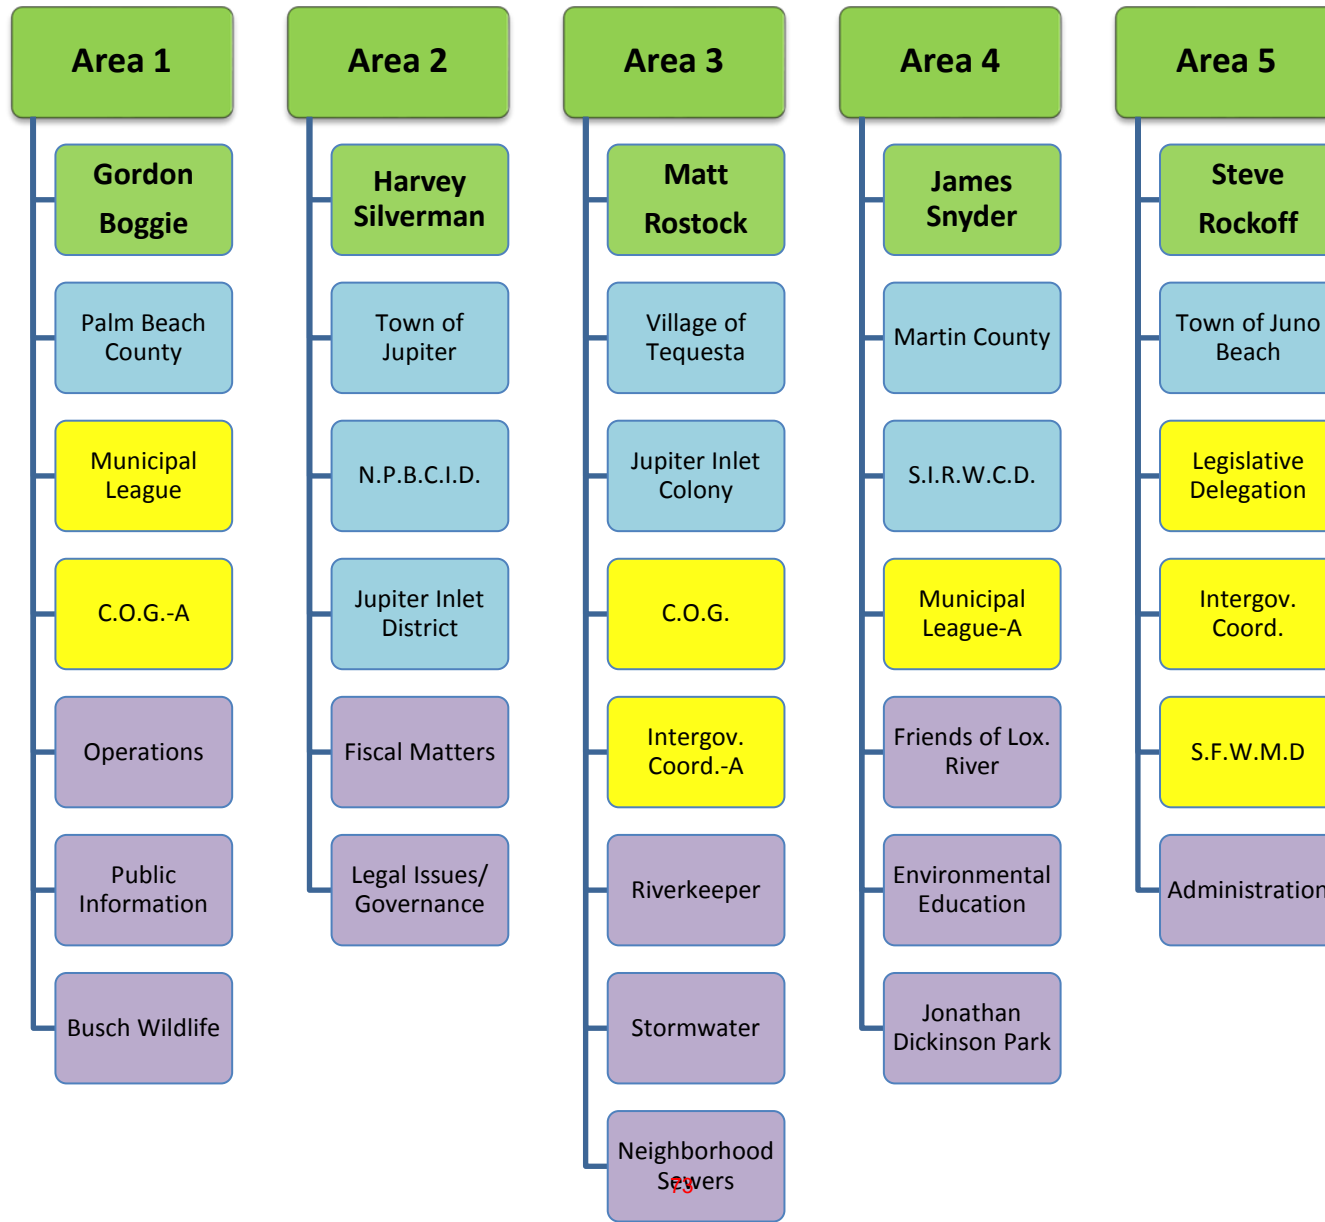 Area 1
Gordon
Boggie
Palm Beach
County
Municipal
League
C.O.G.-A
Operations
Public
Information
Busch Wildlife
Area 2
Harvey
Silverman
Town of
Jupiter
N.P.B.C.I.D.
Jupiter Inlet
District
Fiscal Matters
Legal Issues/
Governance
Area 3
Matt
Rostock
Village of
Tequesta
Jupiter Inlet
Colony
C.O.G.
Intergov.
Coord.-A
Riverkeeper
Stormwater
Neighborhood
Sewers
73
Area 4
James
Snyder
Martin County
S.I.R.W.C.D.
Municipal
League-A
Friends of Lox.
River
Environmental
Education
Jonathan
Dickinson Park
Area 5
Steve
Rockoff
Town of Juno
Beach
Legislative
Delegation
Intergov.
Coord.
S.F.W.M.D
Administration